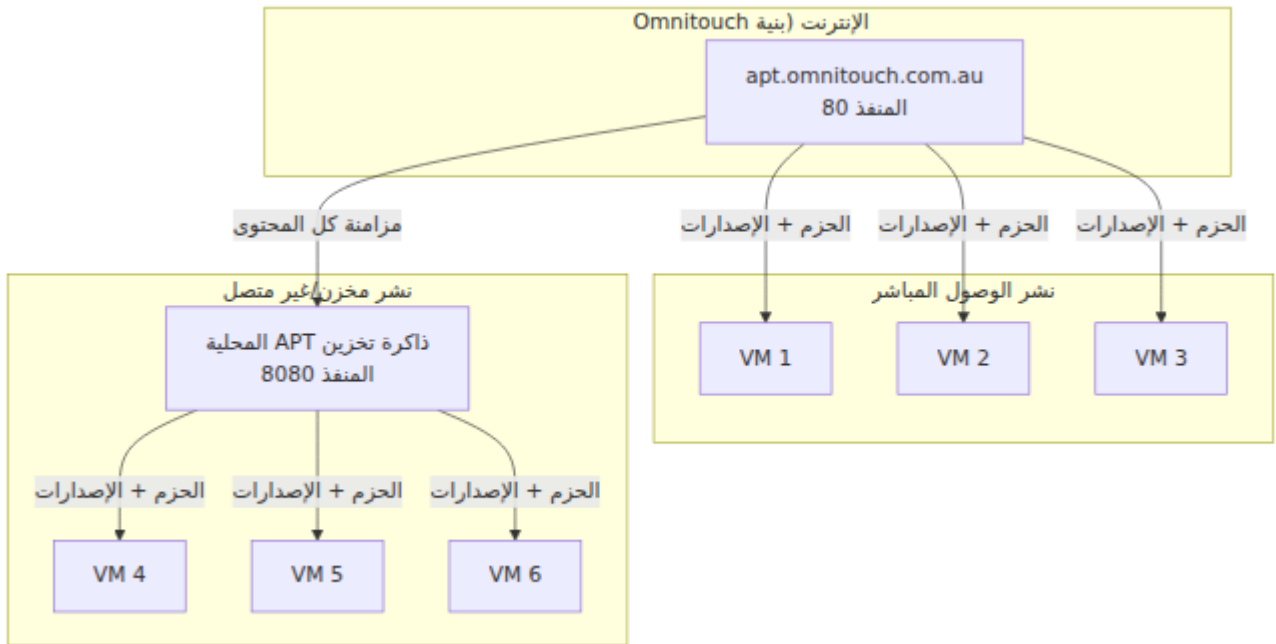 الإنترنت (بنية Omnitouch
apt.omnitouch.com.au
المنفذ 80
مزامنة كل المحتوى
الحزم + الإصدارات
الحزم + الإصدارات
الحزم + الإصدارات
نشر مخزن/غير متصل
نشر الوصول المباشر
ذاكرة تخزين APT المحلية
المنفذ 8080
VM 1
VM 2
VM 3
الحزم + الإصدارات
الحزم + الإصدارات
الحزم + الإصدارات
VM 4
VM 5
VM 6